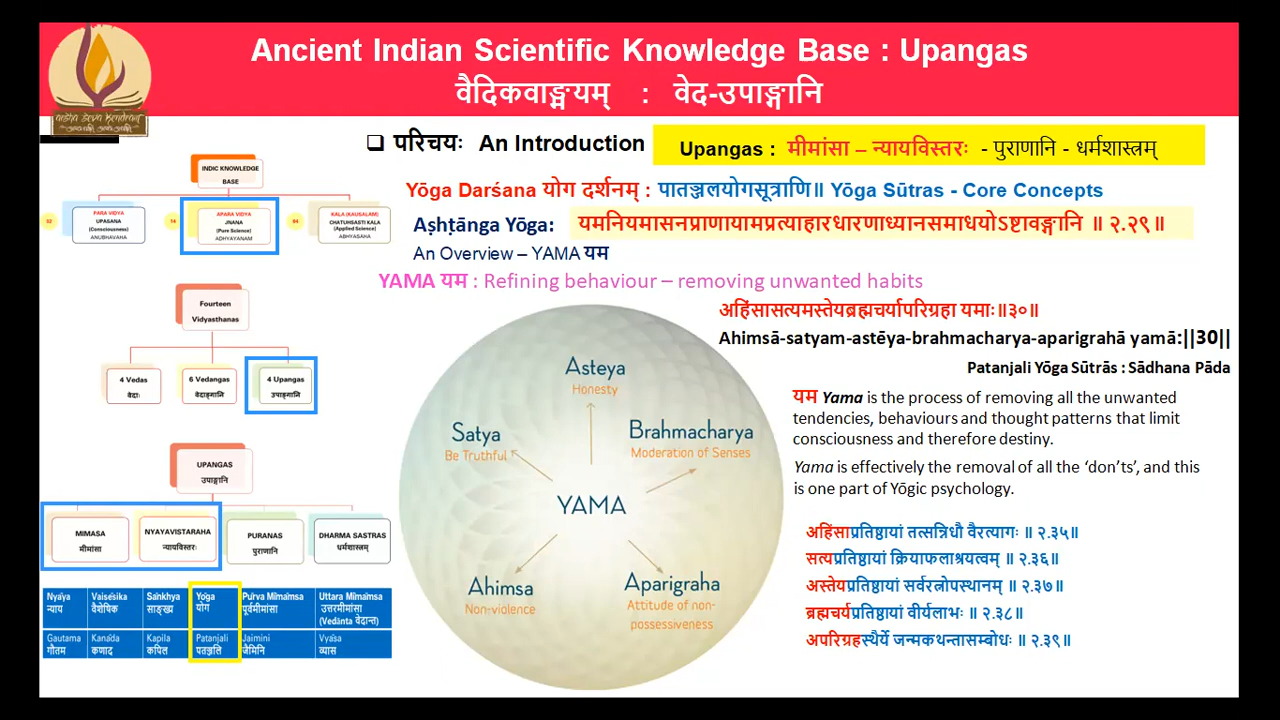 Ancient Indian Scientific Knowledge Base : Upangas
वैदिकवाङ्मयम् : वेद-उपाङ्गानि
arsha seva kendram
परिचयः An Introduction
Upangas : मीमांसा – न्यायविस्तरः - पुराणानि - धर्मशास्त्रम्
Yōga Darśana योग दर्शनम् : पातञ्जलयोगसूत्राणि॥ Yōga Sūtras - Core Concepts
Aṣhṭānga Yōga: यमनियमासनप्राणायामप्रत्याहारधारणाध्यानसमाधयोऽष्टावङ्गानि ॥ २.२९॥
An Overview – YAMA यम
YAMA यम : Refining behaviour – removing unwanted habits
INDIC KNOWLEDGE
BASE
32
PARA VIDYA
UPASANA
(Consciousness)
ANUBHAVAHA
14
APARA VIDYA
JNANA
(Pure Science)
ADHYAYANAM
64
KALA (KAUSALAM)
CHATUHSASTI KALA
(Applied Science)
ABHYASAHA
Fourteen
Vidyasthanas
4 Vedas
वेदाः
6 Vedangas
वेदाङ्गानि
4 Upangas
उपाङ्गानि
UPANGAS
उपाङ्गानि
MIMASA
मीमांसा
NYAYAVISTARAHA
न्यायविस्तरः
PURANAS
पुराणानि
DHARMA SASTRAS
धर्मशास्त्रम्
Nyāya Vaiśeṣika Sāṅkhya Yōga Pūrva Mīmāṁsa Uttara Mīmāṁsa
न्याय वैशेषिक साङ्ख्य योग पूर्वमीमांसा उत्तरमीमांसा
(Vedānta वेदान्त)
Gautama Kanāda Kapila Patanjali Jaimini Vyāsa
गौतम कणाद कपिल पतञ्जलि जैमिनि व्यास
Asteya
Honesty
Satya
Be Truthful
Brahmacharya
Moderation of Senses
YAMA
Ahimsa
Non-violence
Aparigraha
Attitude of non-
possessiveness
अहिंसासत्यमस्तेयब्रह्मचर्यापरिग्रहा यमाः॥३०॥
Ahimsā-satyam-astēya-brahmacharya-aparigrahā yamā:||30||
Patanjali Yōga Sūtrās : Sādhana Pāda
यम Yama is the process of removing all the unwanted
tendencies, behaviours and thought patterns that limit
consciousness and therefore destiny.
Yama is effectively the removal of all the ‘don’ts’, and this
is one part of Yōgic psychology.
अहिंसाप्रतिष्ठायां तत्सन्निधौ वैरत्यागः ॥ २.३५॥
सत्यप्रतिष्ठायां क्रियाफलाश्रयत्वम् ॥ २.३६॥
अस्तेयप्रतिष्ठायां सर्वरत्नोपस्थानम् ॥ २.३७॥
ब्रह्मचर्यप्रतिष्ठायां वीर्यलाभः ॥ २.३८॥
अपरिग्रहस्थैर्ये जन्मकथन्तासम्बोधः ॥ २.३९॥